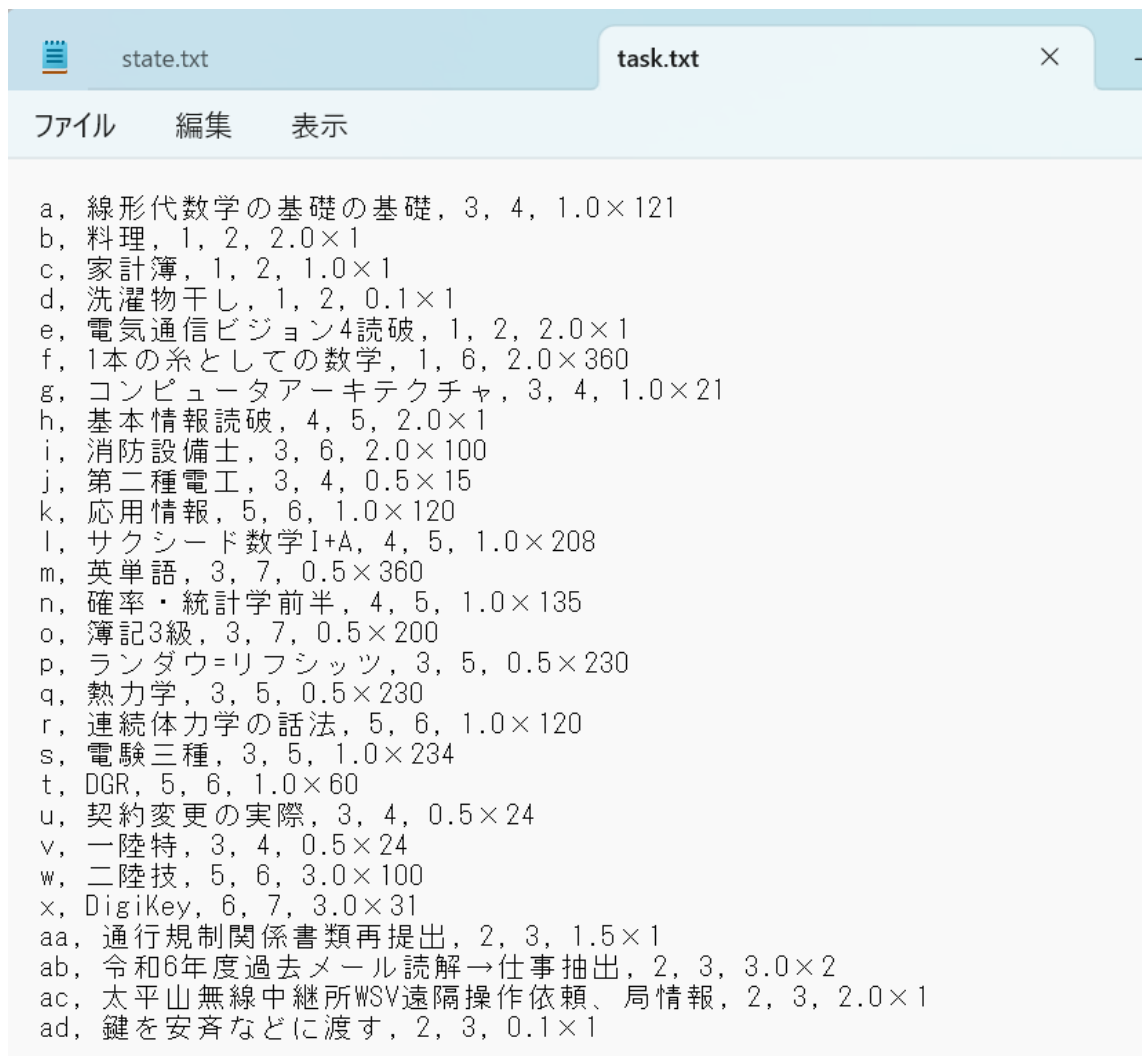 state.txt
task.txt
ファイル 編集 表示
a, 線形代数学の基礎の基礎, 3, 4, 1.0×121
b, 料理, 1, 2, 2.0×1
c, 家計簿, 1, 2, 1.0×1
d, 洗濯物干し, 1, 2, 0.1×1
e, 電気通信ビジョン4読破, 1, 2, 2.0×1
f, 1本の糸としての数学, 1, 6, 2.0×360
g, コンピュータアーキテクチャ, 3, 4, 1.0×21
h, 基本情報読破, 4, 5, 2.0×1
i, 消防設備士, 3, 6, 2.0×100
j, 第二種電工, 3, 4, 0.5×15
k, 応用情報, 5, 6, 1.0×120
l, サクシード数学I+A, 4, 5, 1.0×208
m, 英単語, 3, 7, 0.5×360
n, 確率・統計学前半, 4, 5, 1.0×135
o, 簿記3級, 3, 7, 0.5×200
p, ランダウ=リフシッツ, 3, 5, 0.5×230
q, 熱力学, 3, 5, 0.5×230
r, 連続体力学の話法, 5, 6, 1.0×120
s, 電験三種, 3, 5, 1.0×234
t, DGR, 5, 6, 1.0×60
u, 契約変更の実際, 3, 4, 0.5×24
v, 一陸特, 3, 4, 0.5×24
w, 二陸技, 5, 6, 3.0×100
x, DigiKey, 6, 7, 3.0×31
aa, 通行規制関係書類再提出, 2, 3, 1.5×1
ab, 令和6年度過去メール読解→仕事抽出, 2, 3, 3.0×2
ac, 太平山無線中継所WSV遠隔操作依頼、局情報, 2, 3, 2.0×1
ad, 鍵を安斉などに渡す, 2, 3, 0.1×1